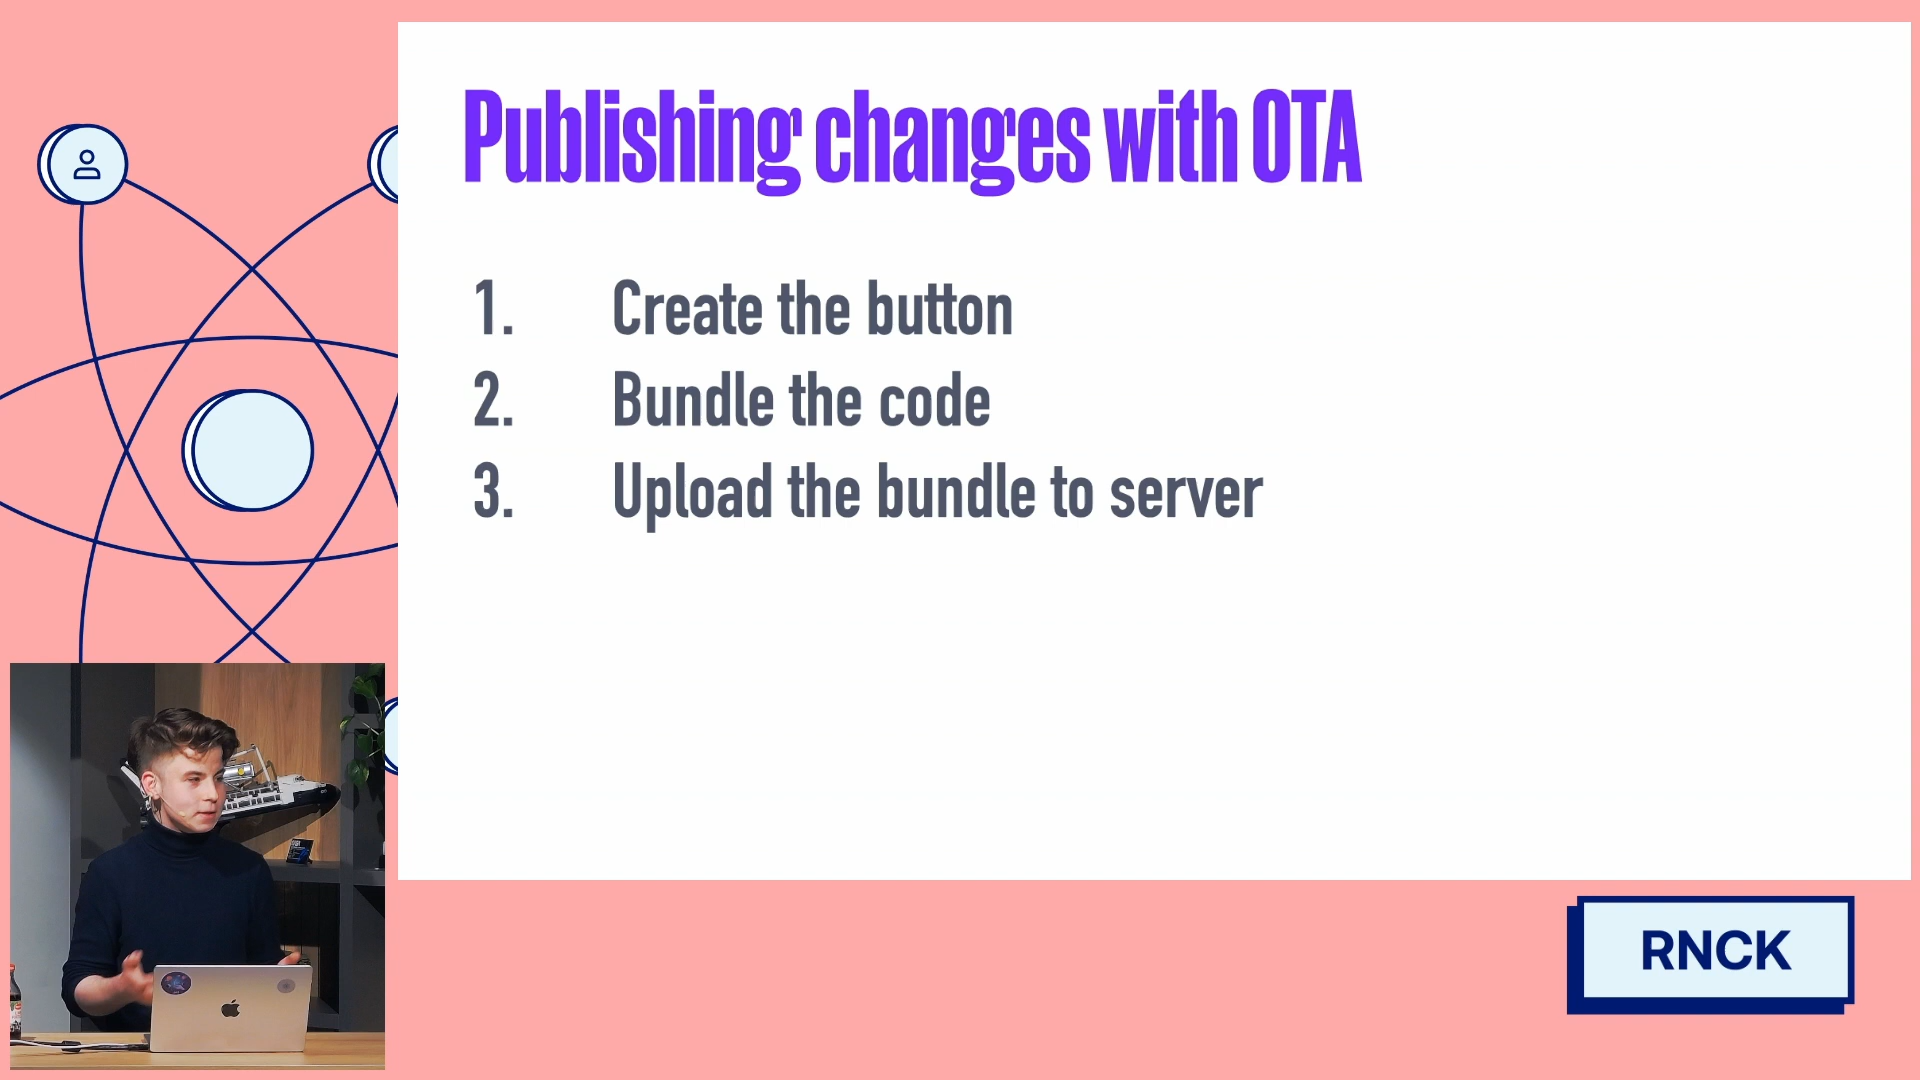 Publishing changes with OTA
1. Create the button
2. Bundle the code
3. Upload the bundle to server
RNCK